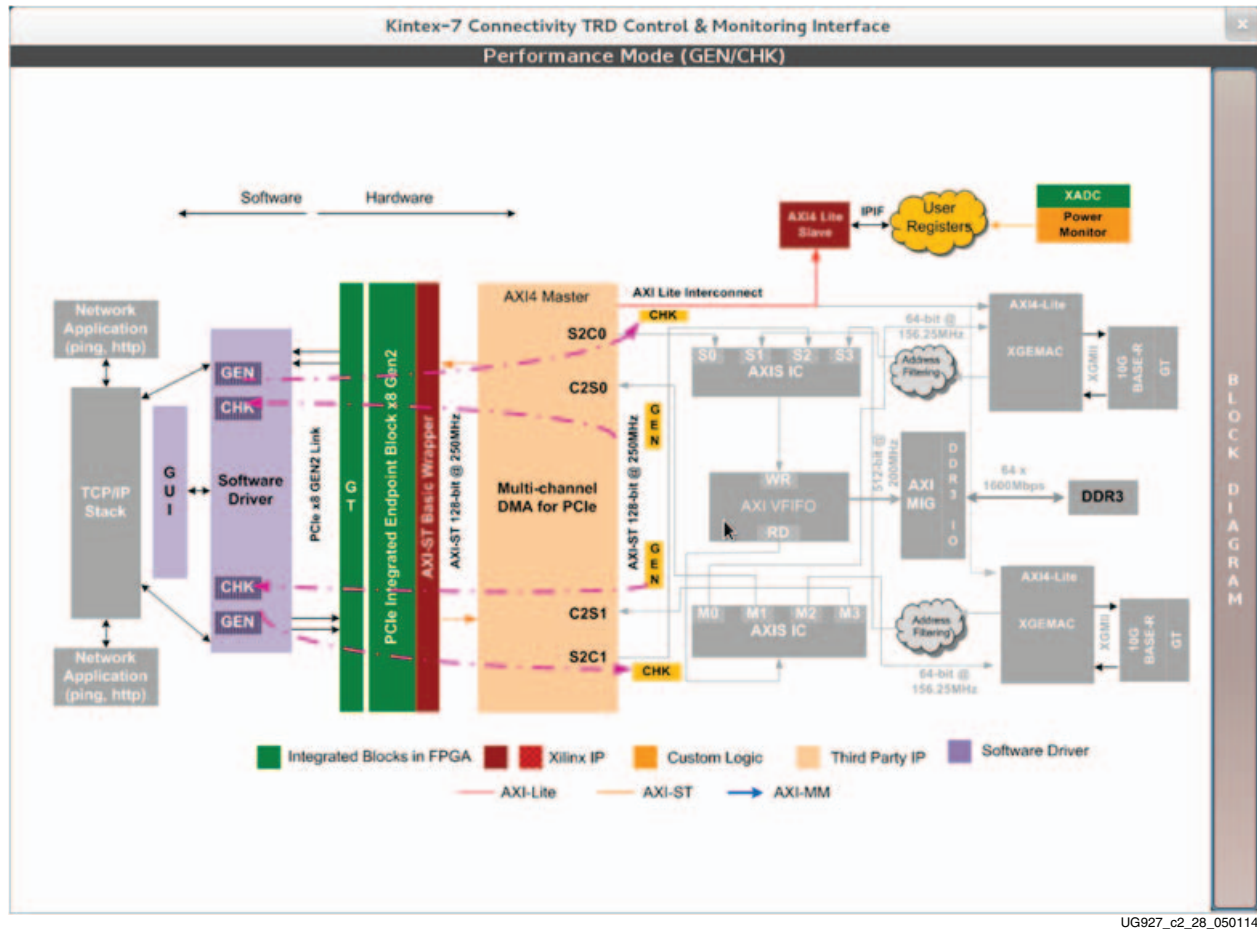 Kintex-7 Connectivity TRD Control & Monitoring Interface
x
Performance Mode (GEN/CHK)
Software
Hardware
XADC
Power
Monitor
User
Registers
IPIF
AXI4 Lite
Slave
AXI Lite Interconnect
Network
Application
(ping, http)
TCP/IP
Stack
Network
Application
(ping, http)
GUI
GEN
CHK
Software
Driver
CHK
GEN
PCIe x8 GEN2 Link
GT
PCIe Integrated Endpoint Block x8 Gen2
AXI-ST Basic Wrapper
AXI-ST 128-bit @ 250MHz
AXI4 Master
S2C0
C2S0
Multi-channel
DMA for PCIe
C2S1
S2C1
CHK
GEN
AXI-ST 128-bit @ 250MHz
GEN
CHK
S0 S1 S2 S3
AXIS IC
WR
AXI VFIFO
RD
M0 M1 M2 M3
AXIS IC
64-bit @
156.25MHz
Address
Filtering
512-bit @
200MHz
AXI
MIG
DDR3 IO
64 x
1600Mbps
DDR3
AXI4-Lite
XGEMAC
XGMII
10G
BASE-R
GT
AXI4-Lite
XGEMAC
XGMII
10G
BASE-R
GT
Address
Filtering
64-bit @
156.25MHz
BLOCK DIAGRAM
Integrated Blocks in FPGA
Xilinx IP
Custom Logic
Third Party IP
Software Driver
AXI-Lite
AXI-ST
AXI-MM
UG927_c2_28_050114